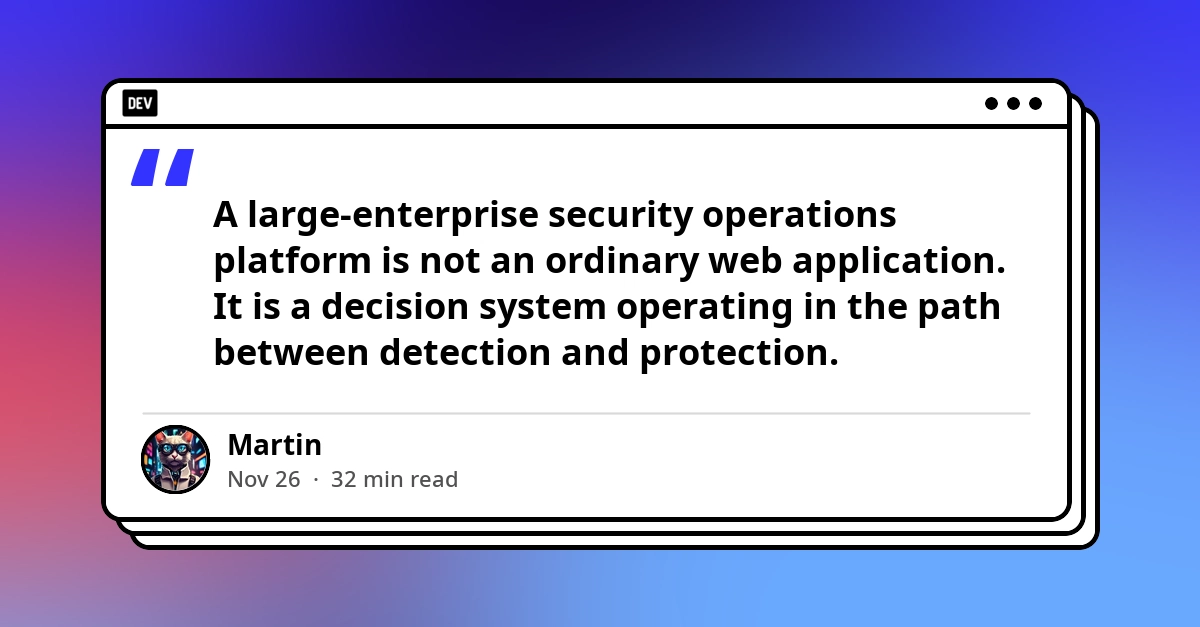 DEV
“
A large-enterprise security operations
platform is not an ordinary web application.
It is a decision system operating in the path
between detection and protection.
Martin
Nov 26 · 32 min read